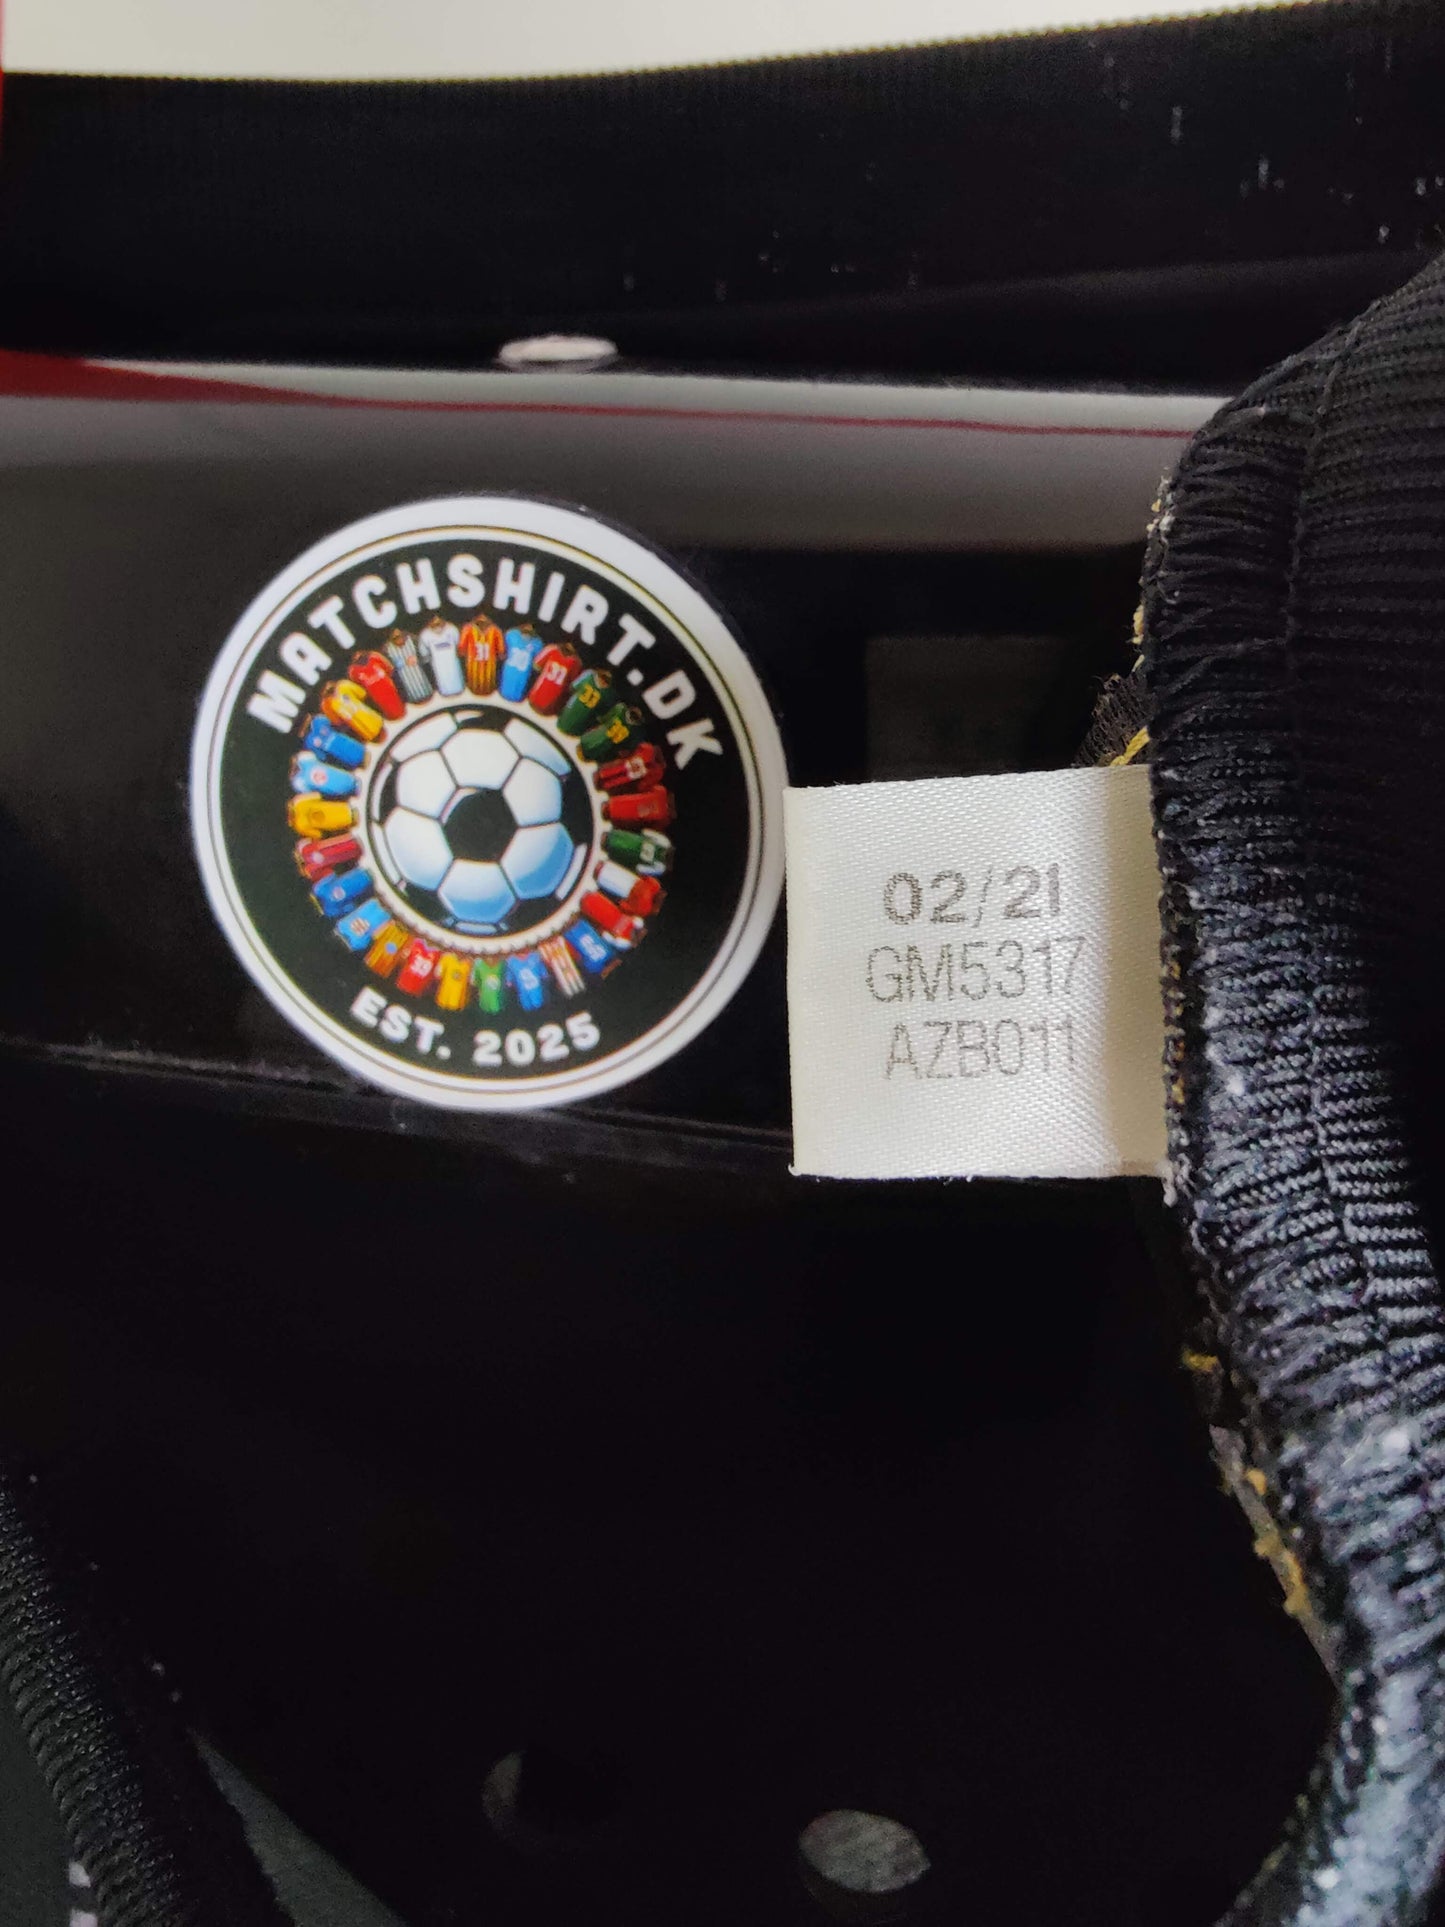 MATCHSHIRT.DK
EST. 2025
02/21
GM5317
AZB011